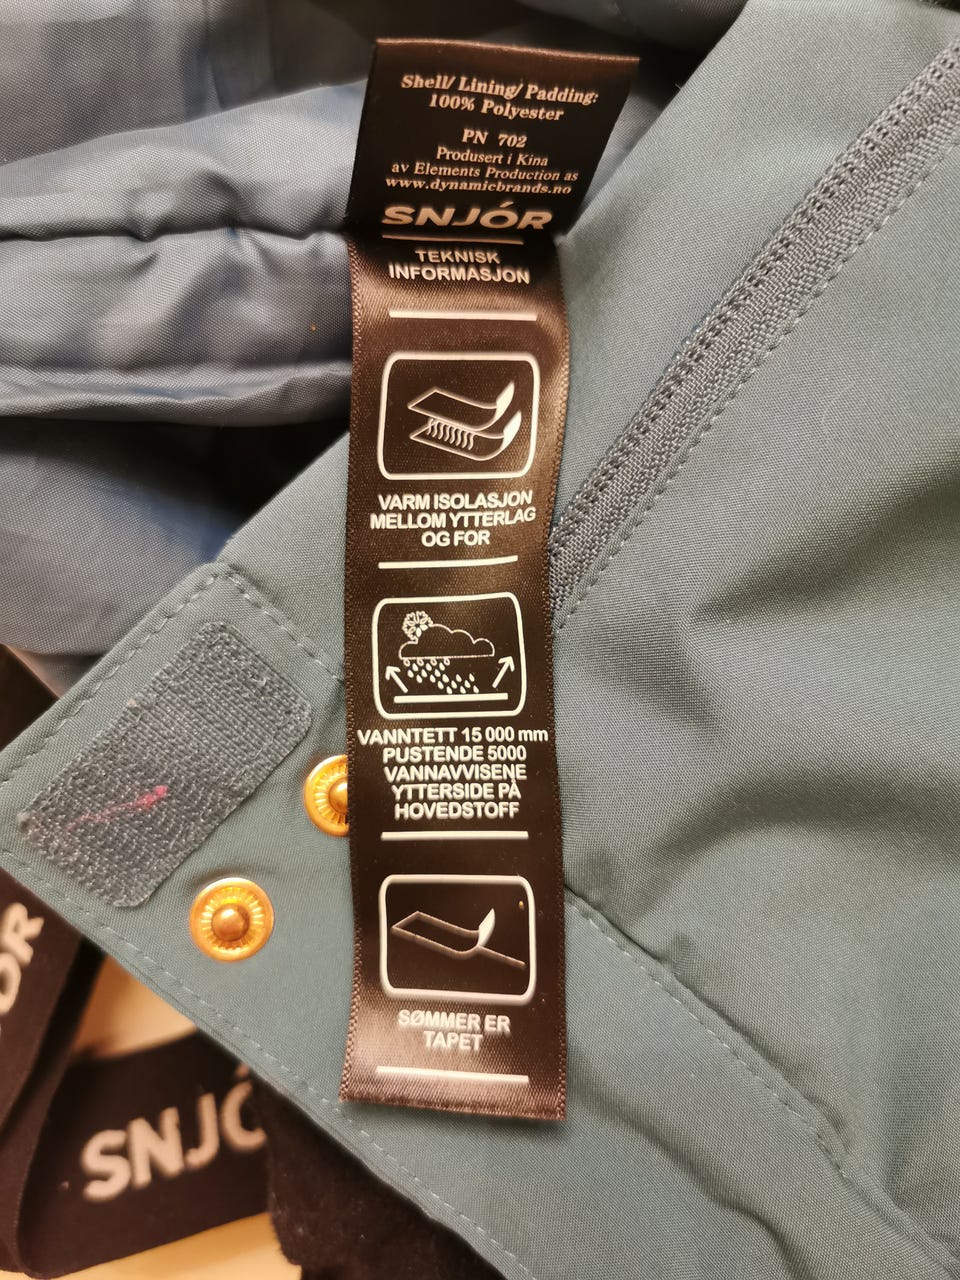 Shell/ Lining/ Padding:
100% Polyester
PN 702
Produsert i Kina
av Elements Production as
www.dynamicbrands.no
SNJÓR
TEKNISK
INFORMASJON
VARM ISOLASJON
MELLOM YTTERLAG
OG FOR
VANNTETT 15 000 mm
PUSTENDE 5000
VANNAVVISENE
YTTERSIDE PÅ
HOVEDSTOFF
SØMMER ER
TAPET
ÓR
SNJÓ